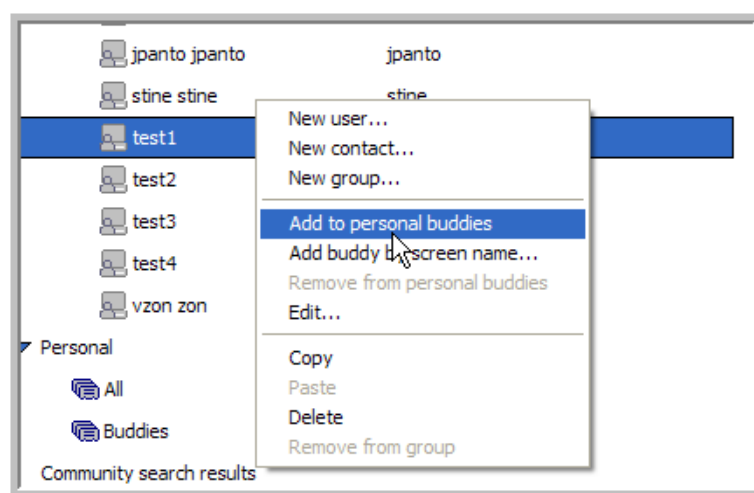 jpanto jpanto jpanto
stine stine stine
test1
test2
test3
test4
vzon zon
Personal
All
Buddies
Community search results
New user...
New contact...
New group...
Add to personal buddies
Add buddy by screen name...
Remove from personal buddies
Edit...
Copy
Paste
Delete
Remove from group